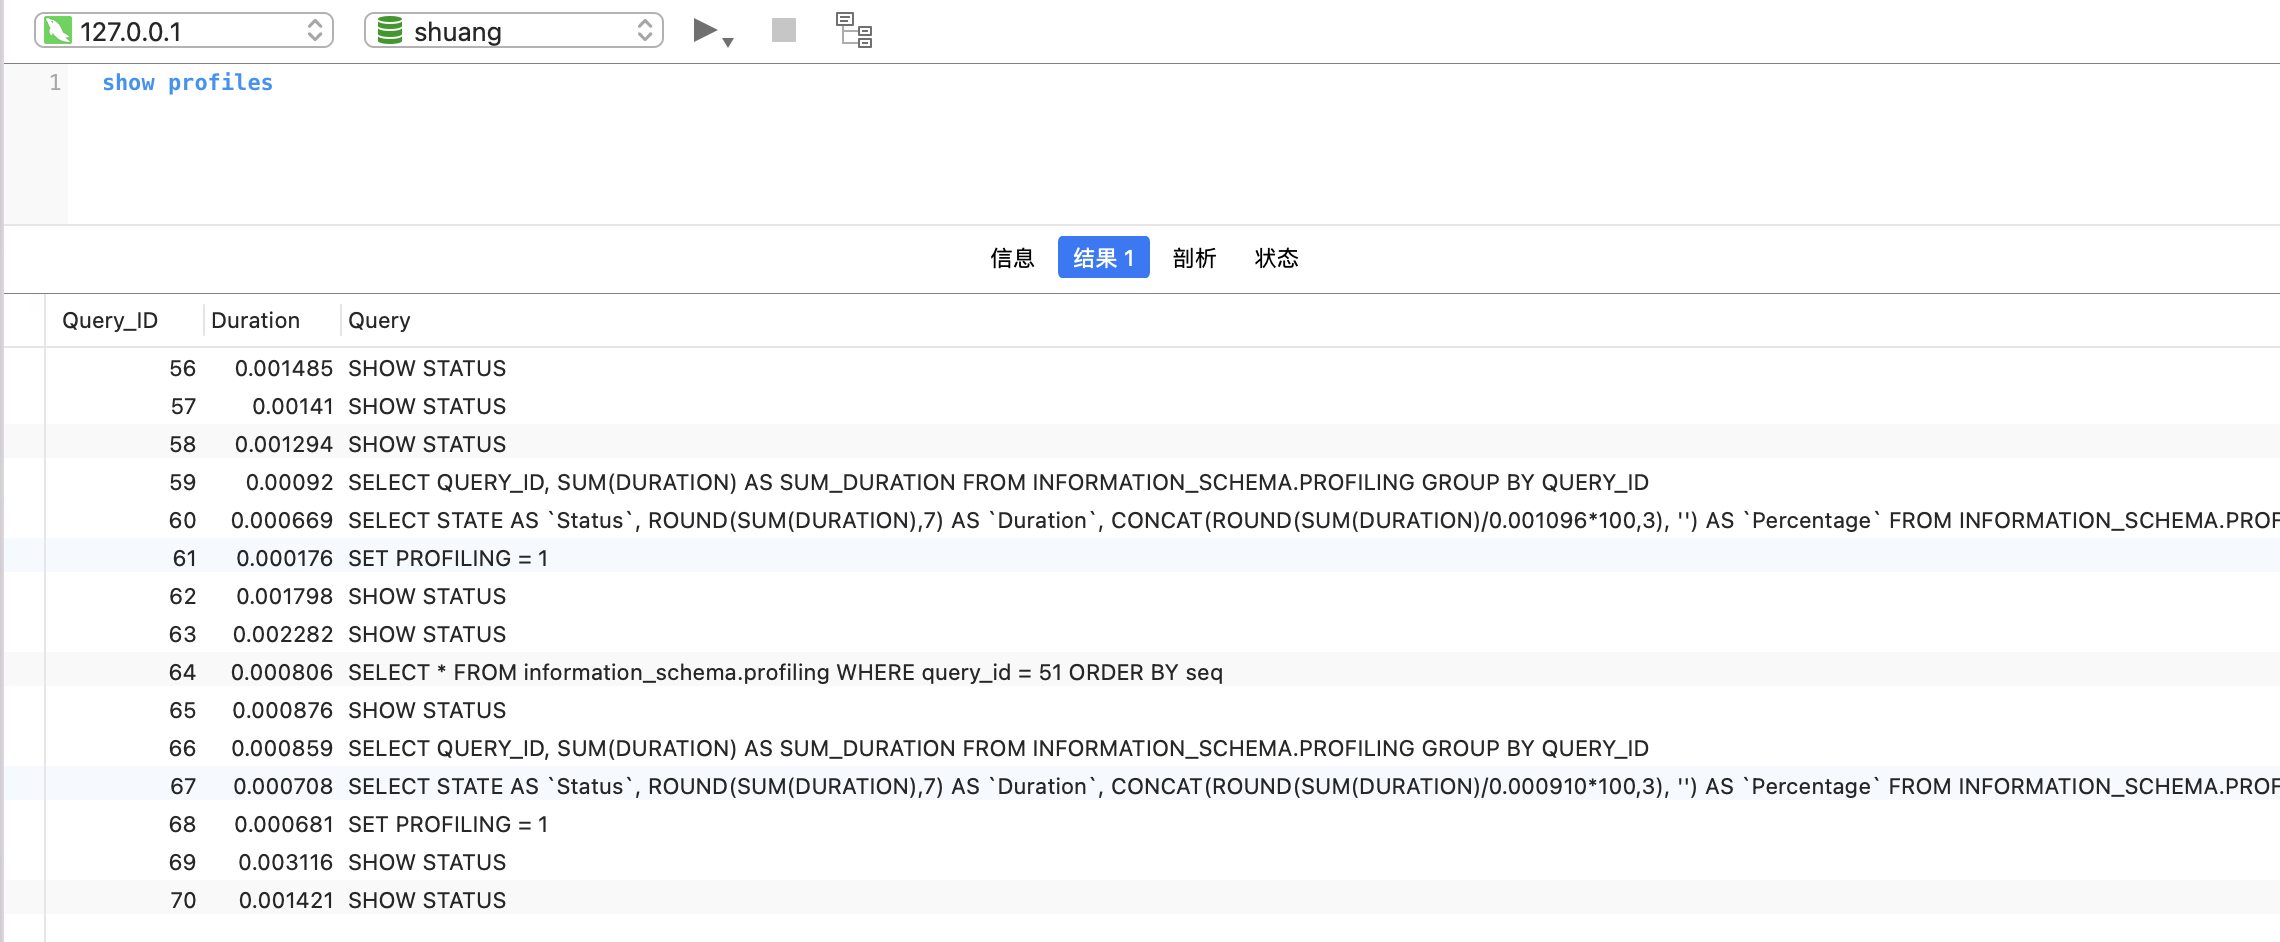 127.0.0.1 shuang
1 show profiles
信息 结果 1 剖析 状态
Query_ID Duration Query
56 0.001485 SHOW STATUS
57 0.00141 SHOW STATUS
58 0.001294 SHOW STATUS
59 0.00092 SELECT QUERY_ID, SUM(DURATION) AS SUM_DURATION FROM INFORMATION_SCHEMA.PROFILING GROUP BY QUERY_ID
60 0.000669 SELECT STATE AS `Status`, ROUND(SUM(DURATION),7) AS `Duration`, CONCAT(ROUND(SUM(DURATION)/0.001096*100,3), '') AS `Percentage` FROM INFORMATION_SCHEMA.PROF
61 0.000176 SET PROFILING = 1
62 0.001798 SHOW STATUS
63 0.002282 SHOW STATUS
64 0.000806 SELECT * FROM information_schema.profiling WHERE query_id = 51 ORDER BY seq
65 0.000876 SHOW STATUS
66 0.000859 SELECT QUERY_ID, SUM(DURATION) AS SUM_DURATION FROM INFORMATION_SCHEMA.PROFILING GROUP BY QUERY_ID
67 0.000708 SELECT STATE AS `Status`, ROUND(SUM(DURATION),7) AS `Duration`, CONCAT(ROUND(SUM(DURATION)/0.000910*100,3), '') AS `Percentage` FROM INFORMATION_SCHEMA.PROF
68 0.000681 SET PROFILING = 1
69 0.003116 SHOW STATUS
70 0.001421 SHOW STATUS